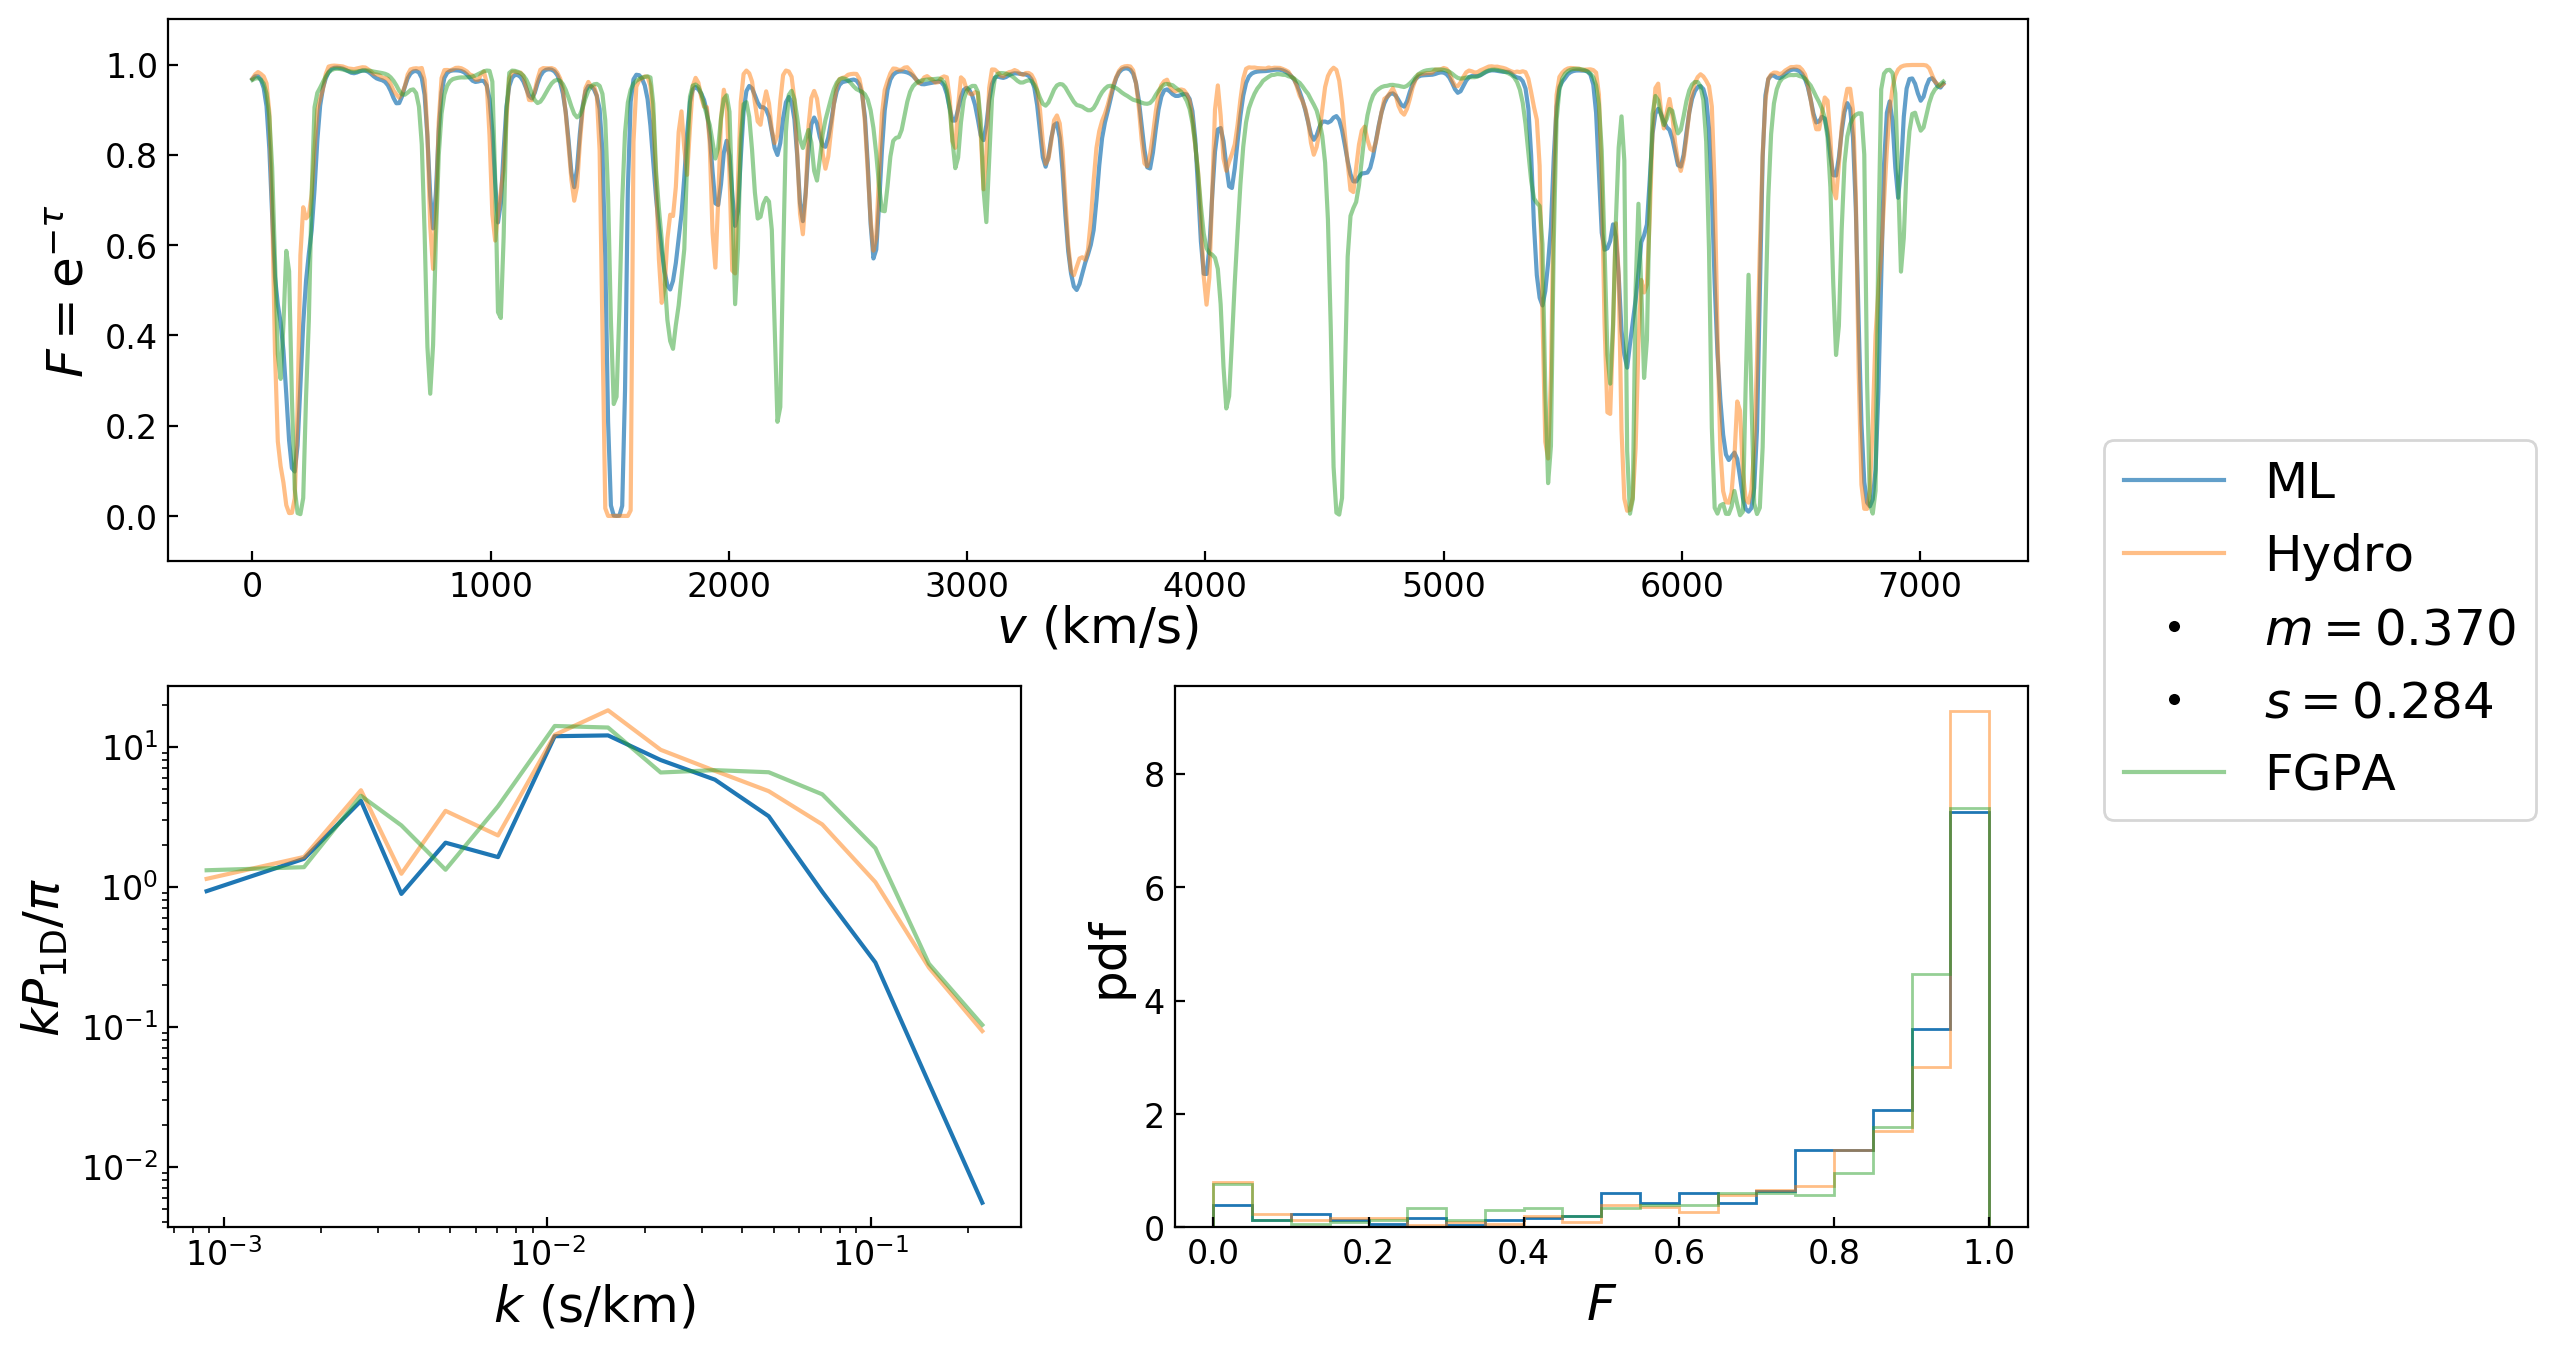 1.0
0.8
0.6
0.4
0.2
0.0
F = e^{−τ}
0 1000 2000 3000 4000 5000 6000 7000
v (km/s)
ML
Hydro
m = 0.370
s = 0.284
FGPA
10^1
10^0
10^{−1}
10^{−2}
kP_{1D}/π
10^{−3} 10^{−2} 10^{−1}
k (s/km)
8
6
4
2
0
pdf
0.0 0.2 0.4 0.6 0.8 1.0
F